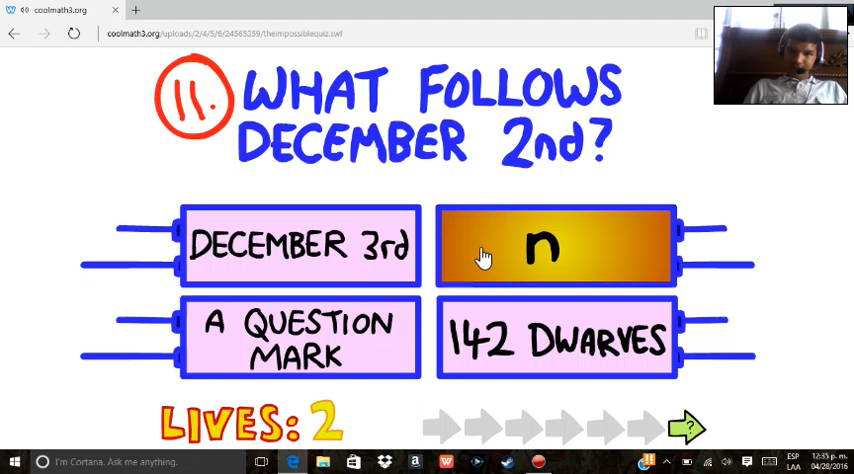 coolmath3.org
coolmath3.org/uploads/2/4/5/6/24565359/theimpossiblequiz.swf
11.
WHAT FOLLOWS
DECEMBER 2nd?
DECEMBER 3rd
n
A QUESTION
MARK
142 DWARVES
LIVES: 2
?
I'm Cortana. Ask me anything.
ESP
LAA
12:35 p. m.
04/28/2016